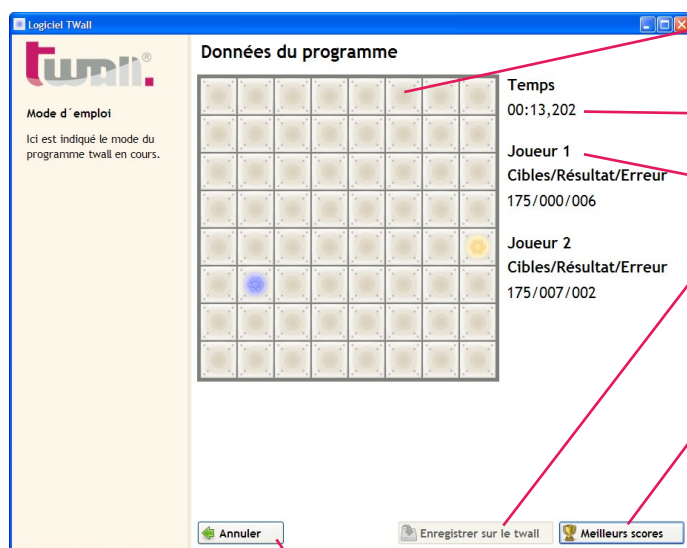 Logiciel TWall
twall®
Mode d´emploi
Ici est indiqué le mode du
programme twall en cours.
Données du programme
Temps
00:13,202
Joueur 1
Cibles/Résultat/Erreur
175/000/006
Joueur 2
Cibles/Résultat/Erreur
175/007/002
Annuler
Enregistrer sur le twall
Meilleurs scores